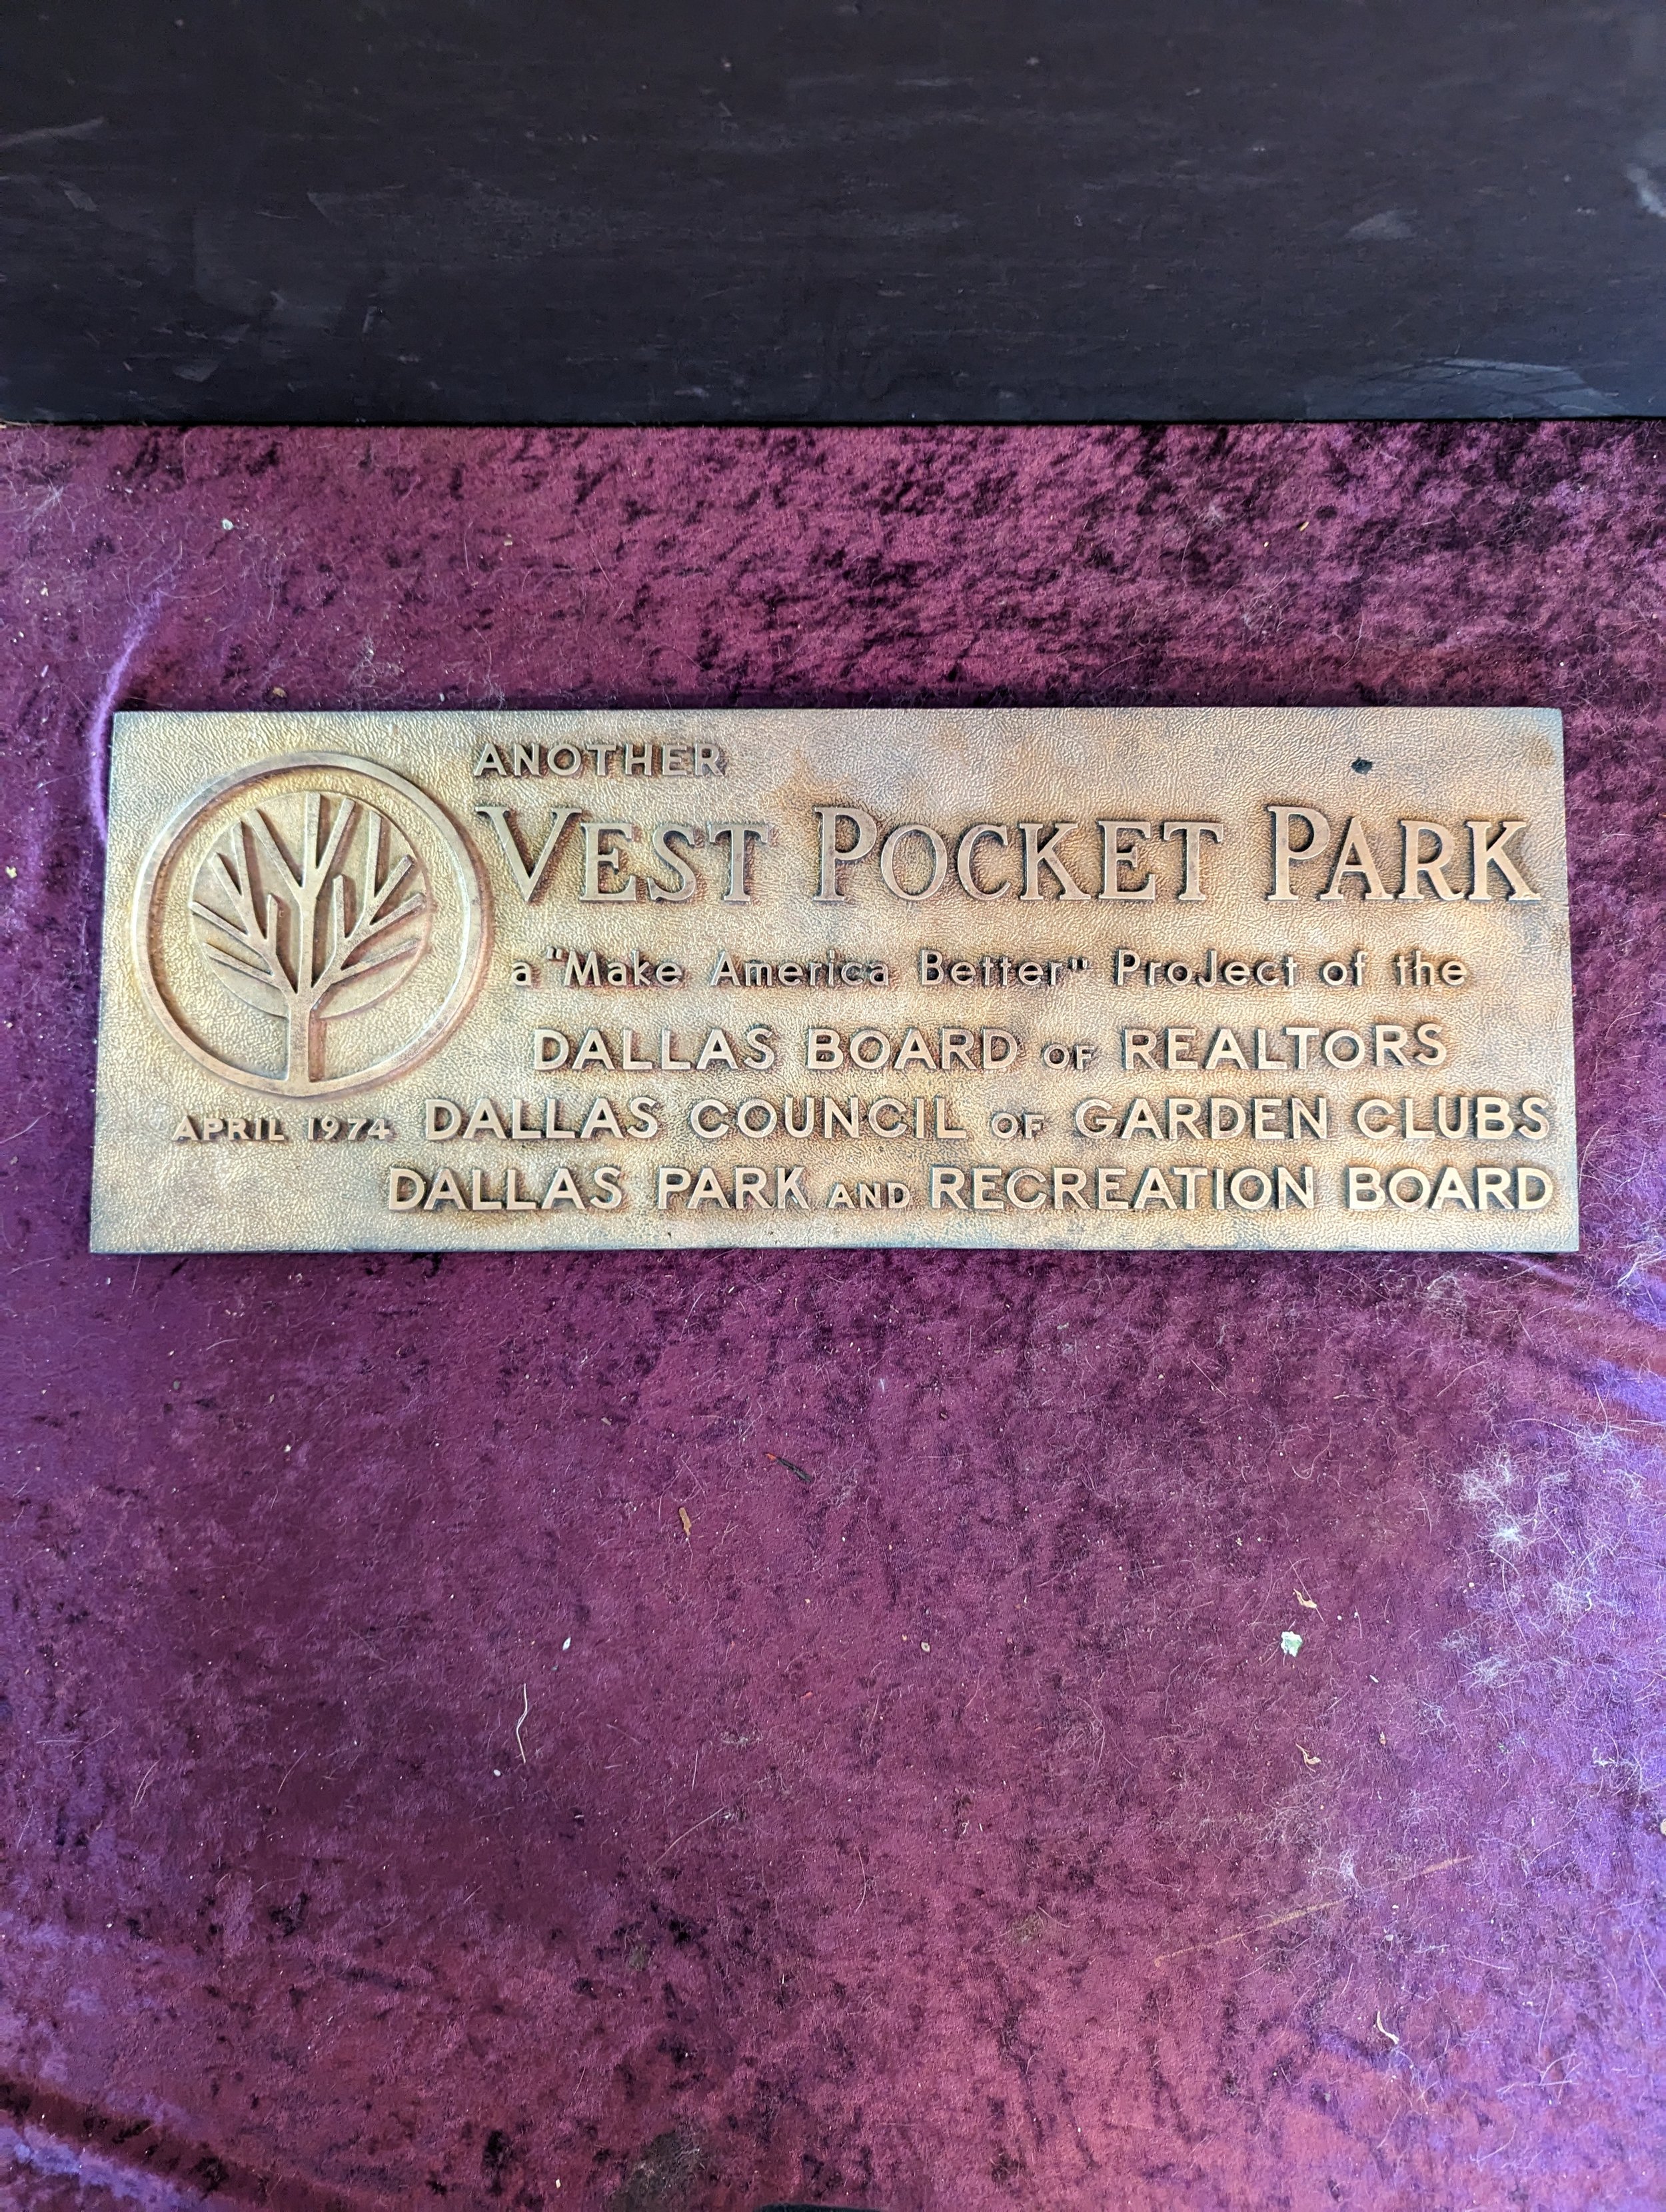 ANOTHER
VEST POCKET PARK
a "Make America Better" ProJect of the
DALLAS BOARD OF REALTORS
APRIL 1974 DALLAS COUNCIL OF GARDEN CLUBS
DALLAS PARK AND RECREATION BOARD